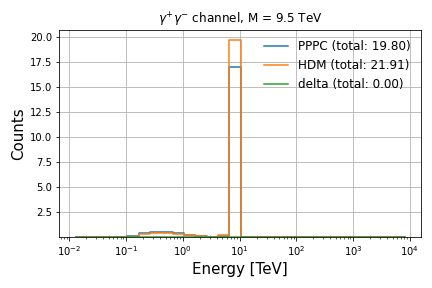 γ⁺γ⁻ channel, M = 9.5 TeV
20.0
17.5
15.0
12.5
10.0
7.5
5.0
2.5
Counts
PPPC (total: 19.80)
HDM (total: 21.91)
delta (total: 0.00)
10⁻² 10⁻¹ 10⁰ 10¹ 10² 10³ 10⁴
Energy [TeV]